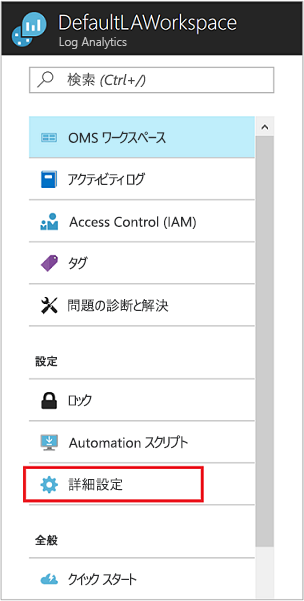 DefaultLAWorkspace
Log Analytics
検索 (Ctrl+/)
OMS ワークスペース
アクティビティログ
Access Control (IAM)
タグ
問題の診断と解決
設定
ロック
Automation スクリプト
詳細設定
全般
クイック スタート